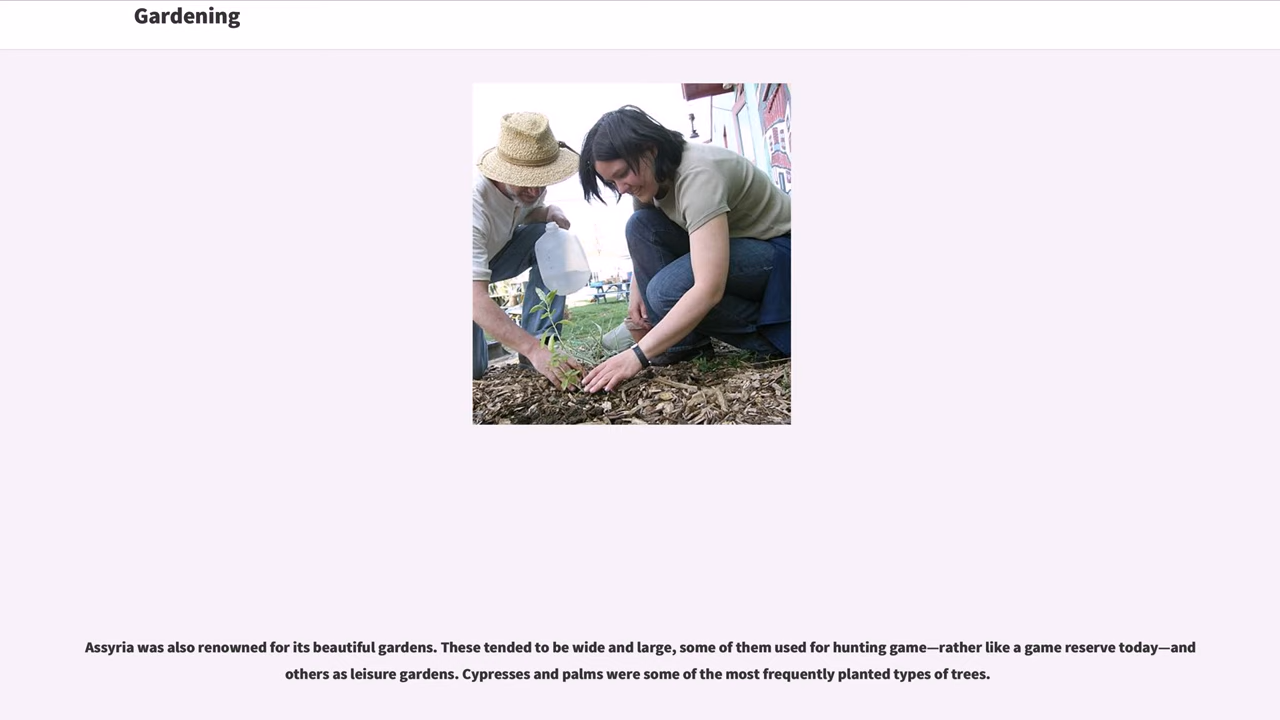 Gardening
Assyria was also renowned for its beautiful gardens. These tended to be wide and large, some of them used for hunting game—rather like a game reserve today—and
others as leisure gardens. Cypresses and palms were some of the most frequently planted types of trees.